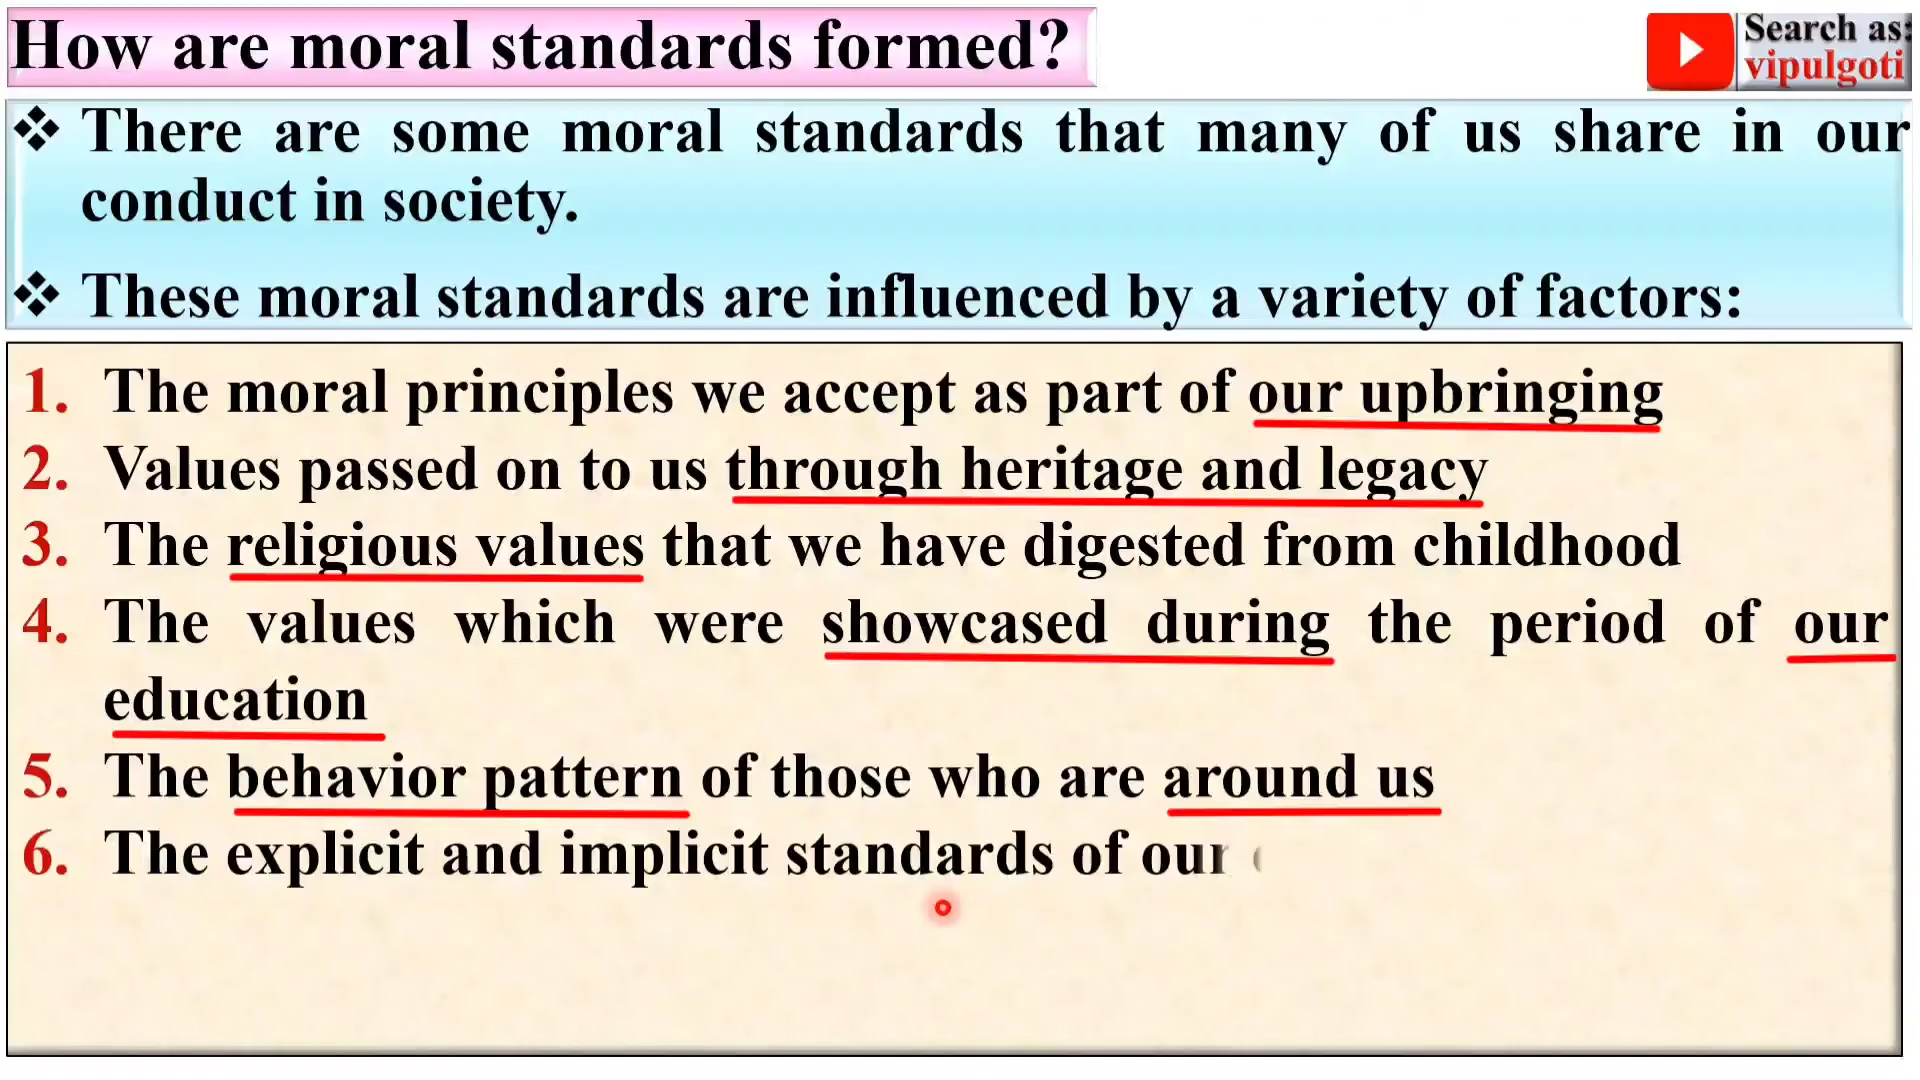 How are moral standards formed?
Search as:
vipulgoti
❖ There are some moral standards that many of us share in our
conduct in society.
❖ These moral standards are influenced by a variety of factors:
1. The moral principles we accept as part of our upbringing
2. Values passed on to us through heritage and legacy
3. The religious values that we have digested from childhood
4. The values which were showcased during the period of our
education
5. The behavior pattern of those who are around us
6. The explicit and implicit standards of our